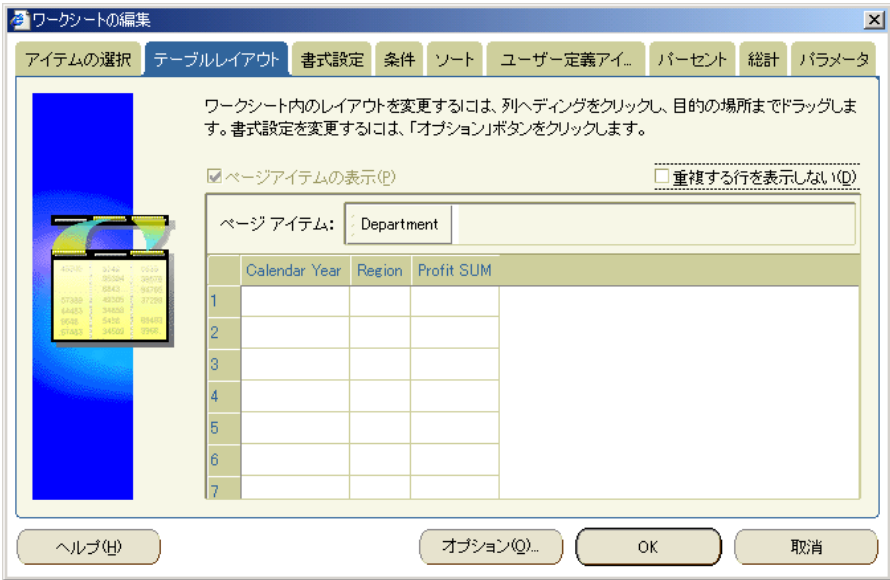 ワークシートの編集
アイテムの選択 テーブルレイアウト 書式設定 条件 ソート ユーザー定義アイ... パーセント 総計 パラメータ
ワークシート内のレイアウトを変更するには、列ヘディングをクリックし、目的の場所までドラッグしま
す。書式設定を変更するには、「オプション」ボタンをクリックします。
ページアイテムの表示(P) 重複する行を表示しない(D)
ページ アイテム: Department
Calendar Year Region Profit SUM
1
2
3
4
5
6
7
ヘルプ(H) オプション(O)... OK 取消